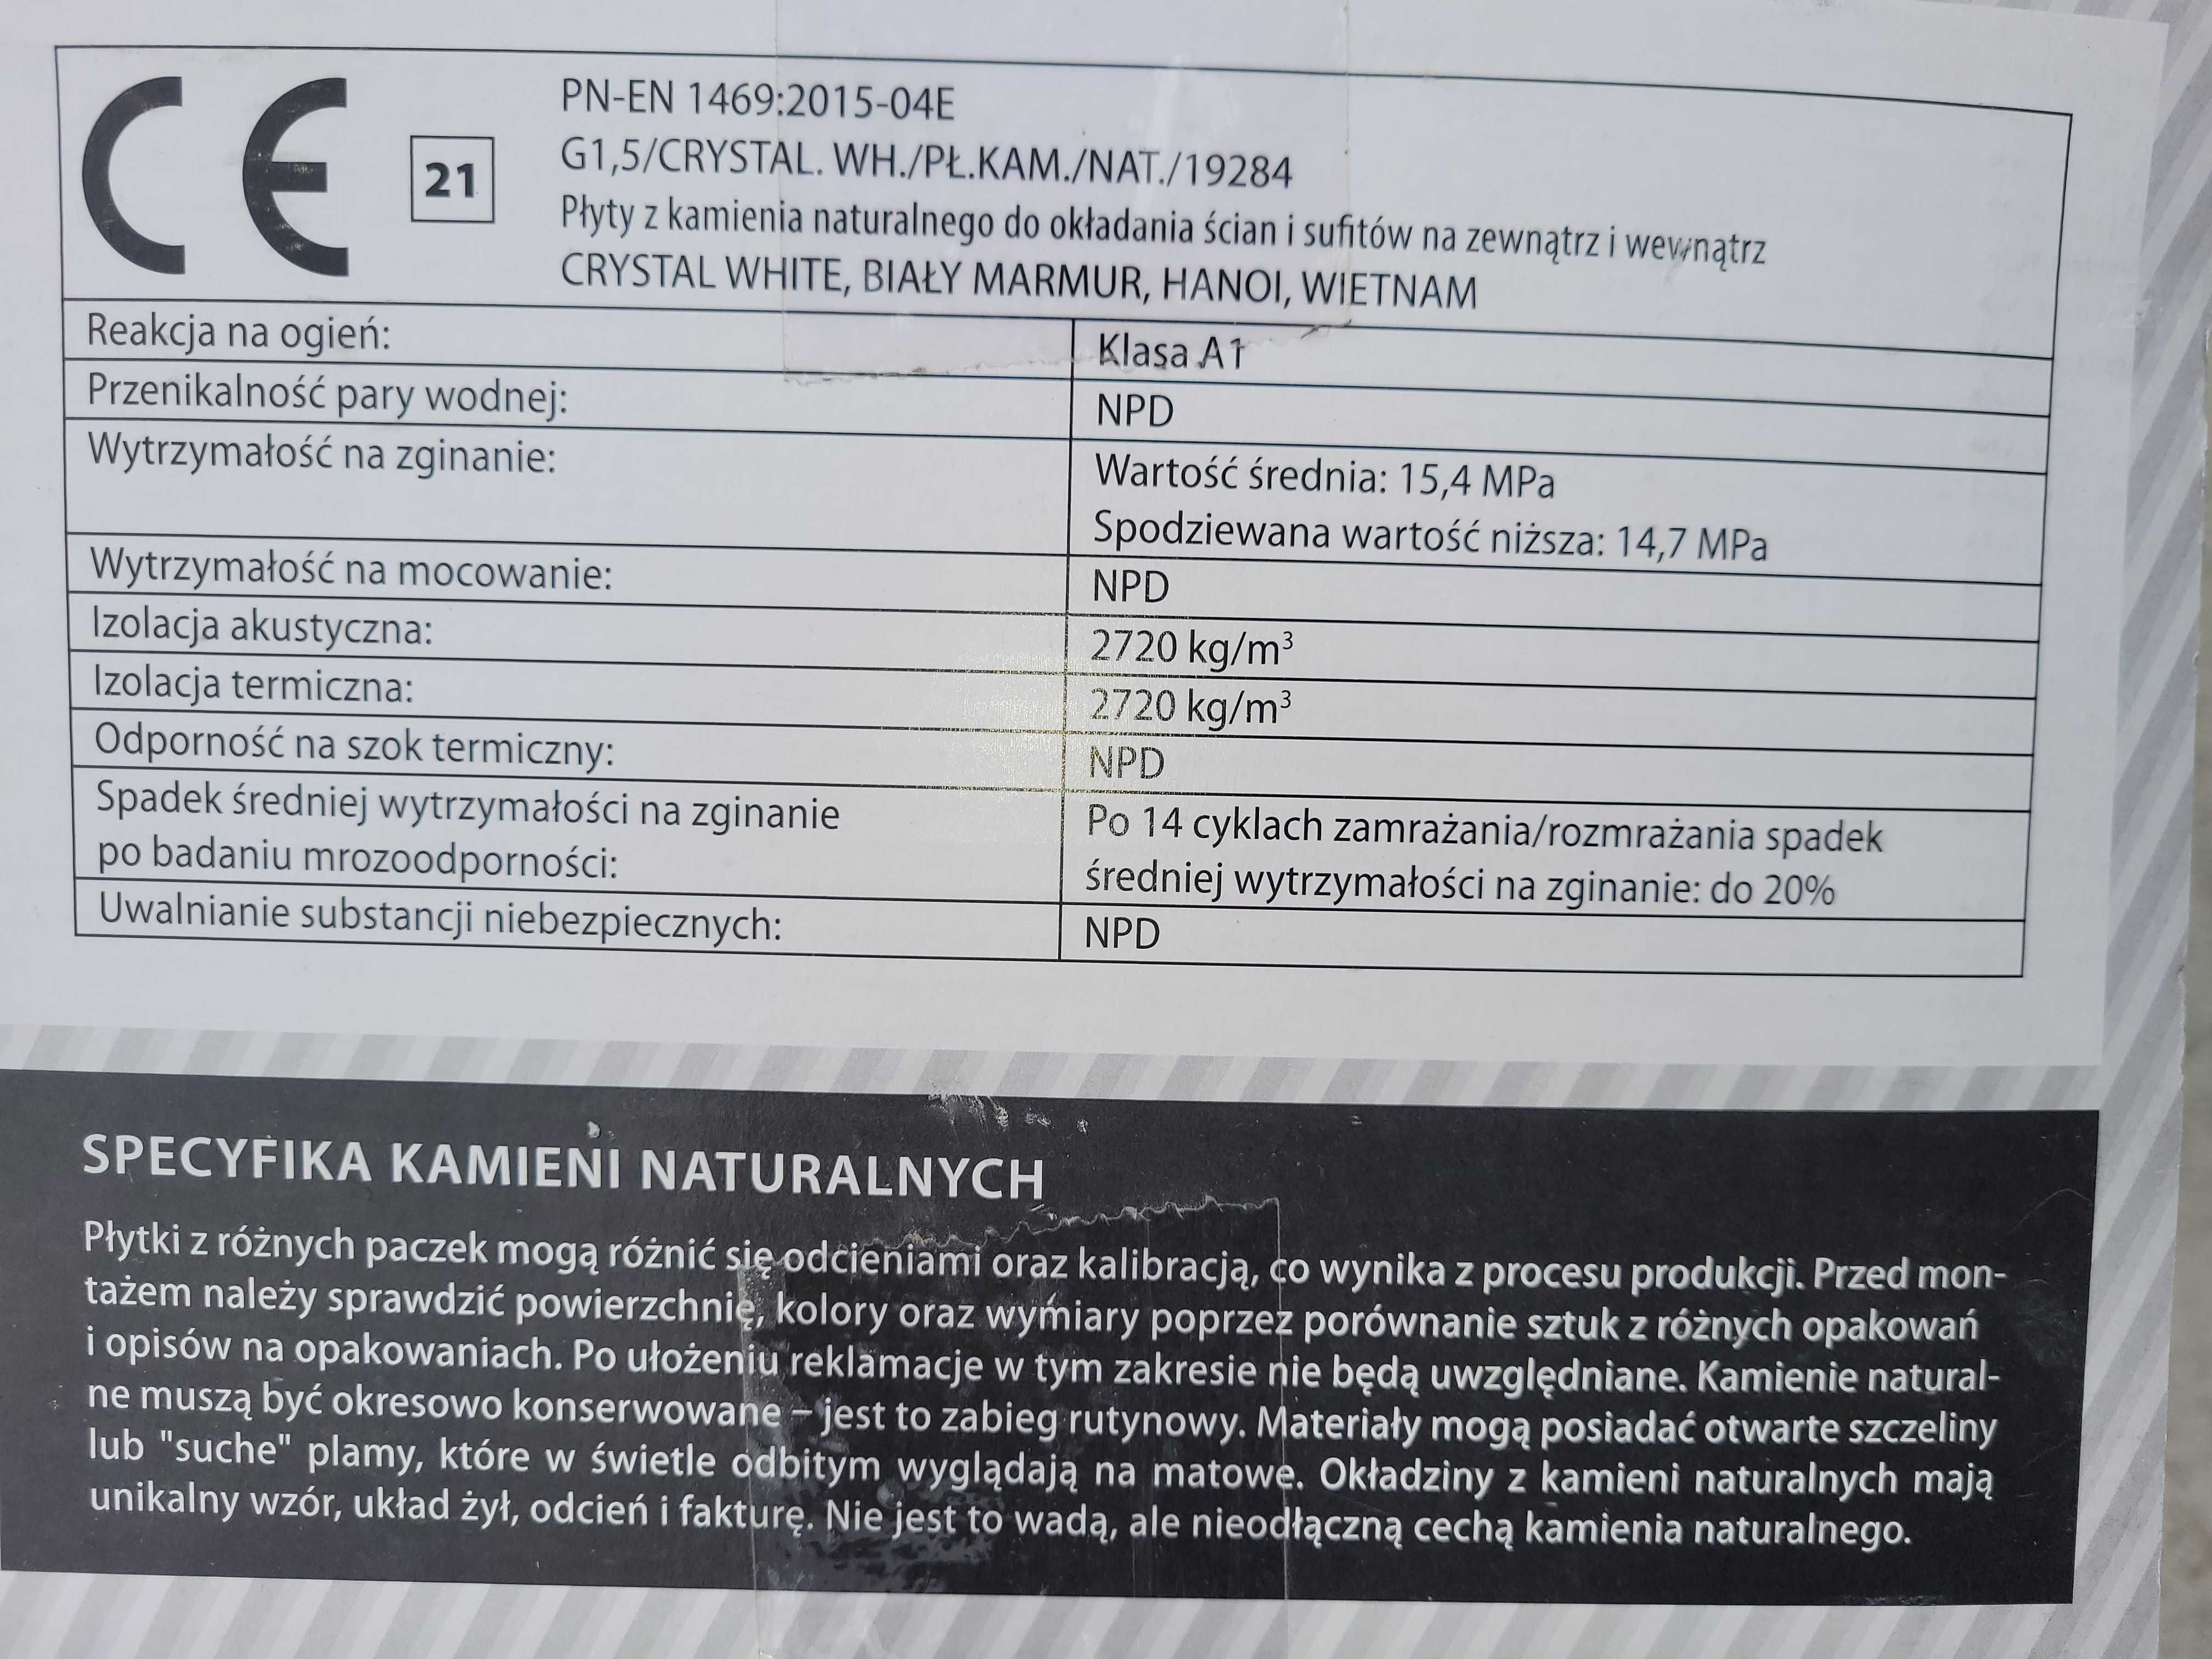 CE
21
PN-EN 1469:2015-04E
G1,5/CRYSTAL. WH./PŁ.KAM./NAT./19284
Płyty z kamienia naturalnego do okładania ścian i sufitów na zewnątrz i wewnątrz
CRYSTAL WHITE, BIAŁY MARMUR, HANOI, WIETNAM
Reakcja na ogień: Klasa A1
Przenikalność pary wodnej: NPD
Wytrzymałość na zginanie: Wartość średnia: 15,4 MPa
Spodziewana wartość niższa: 14,7 MPa
Wytrzymałość na mocowanie: NPD
Izolacja akustyczna: 2720 kg/m³
Izolacja termiczna: 2720 kg/m³
Odporność na szok termiczny: NPD
Spadek średniej wytrzymałości na zginanie Po 14 cyklach zamrażania/rozmrażania spadek
po badaniu mrozoodporności: średniej wytrzymałości na zginanie: do 20%
Uwalnianie substancji niebezpiecznych: NPD
SPECYFIKA KAMIENI NATURALNYCH
Płytki z różnych paczek mogą różnić się odcieniami oraz kalibracją, co wynika z procesu produkcji. Przed mon-
tażem należy sprawdzić powierzchnię, kolory oraz wymiary poprzez porównanie sztuk z różnych opakowań
i opisów na opakowaniach. Po ułożeniu reklamacje w tym zakresie nie będą uwzględniane. Kamienie natural-
ne muszą być okresowo konserwowane – jest to zabieg rutynowy. Materiały mogą posiadać otwarte szczeliny
lub "suche" plamy, które w świetle odbitym wyglądają na matowe. Okładziny z kamieni naturalnych mają
unikalny wzór, układ żył, odcień i fakturę. Nie jest to wadą, ale nieodłączną cechą kamienia naturalnego.